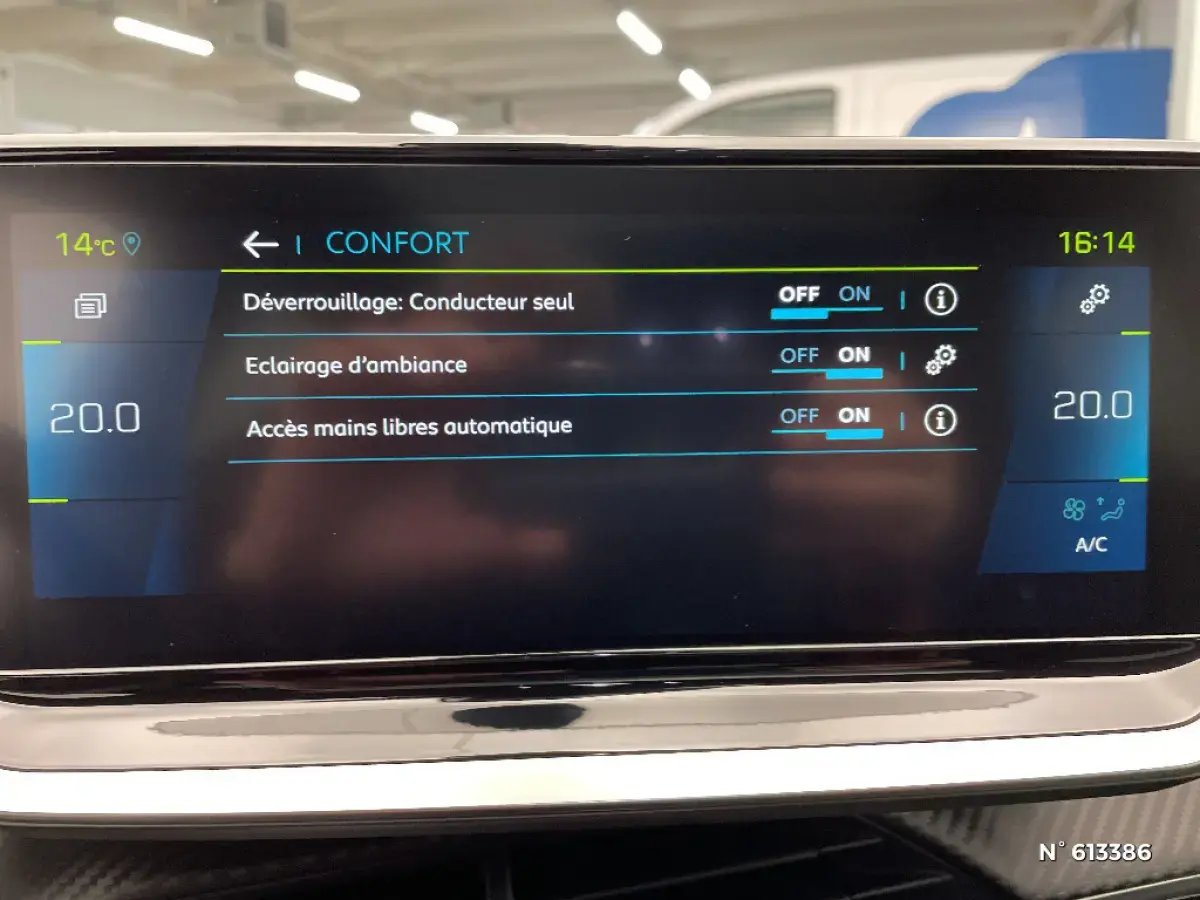 14°C
CONFORT
16:14
Déverrouillage: Conducteur seul OFF ON
Eclairage d'ambiance OFF ON
Accès mains libres automatique OFF ON
20.0
20.0
A/C
N° 613386